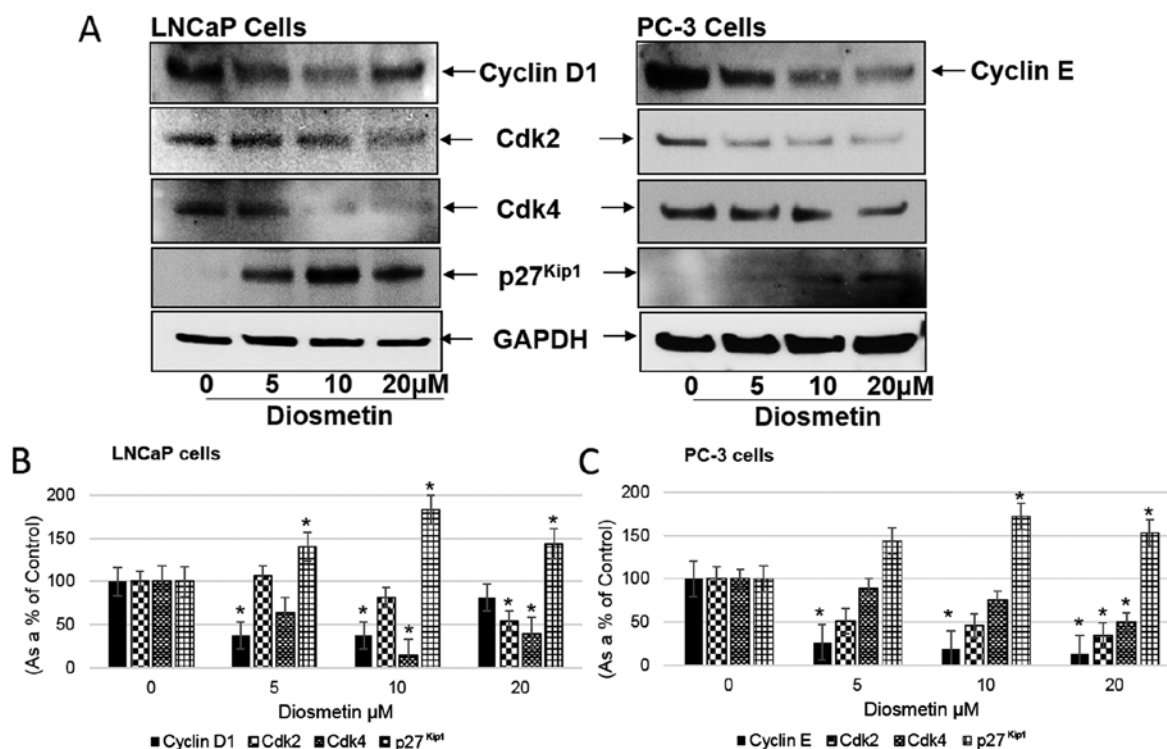 A
LNCaP Cells
PC-3 Cells
Cyclin D1
Cyclin E
Cdk2
Cdk4
p27Kip1
GAPDH
0 5 10 20µM
Diosmetin
0 5 10 20µM
Diosmetin
B
LNCaP cells
(As a % of Control)
200
150
100
50
0
* * * * * * * *
0 5 10 20
Diosmetin µM
Cyclin D1 Cdk2 Cdk4 p27Kip1
C
PC-3 cells
(As a % of Control)
200
150
100
50
0
* * * * * * *
0 5 10 20
Diosmetin µM
Cyclin E Cdk2 Cdk4 p27Kip1